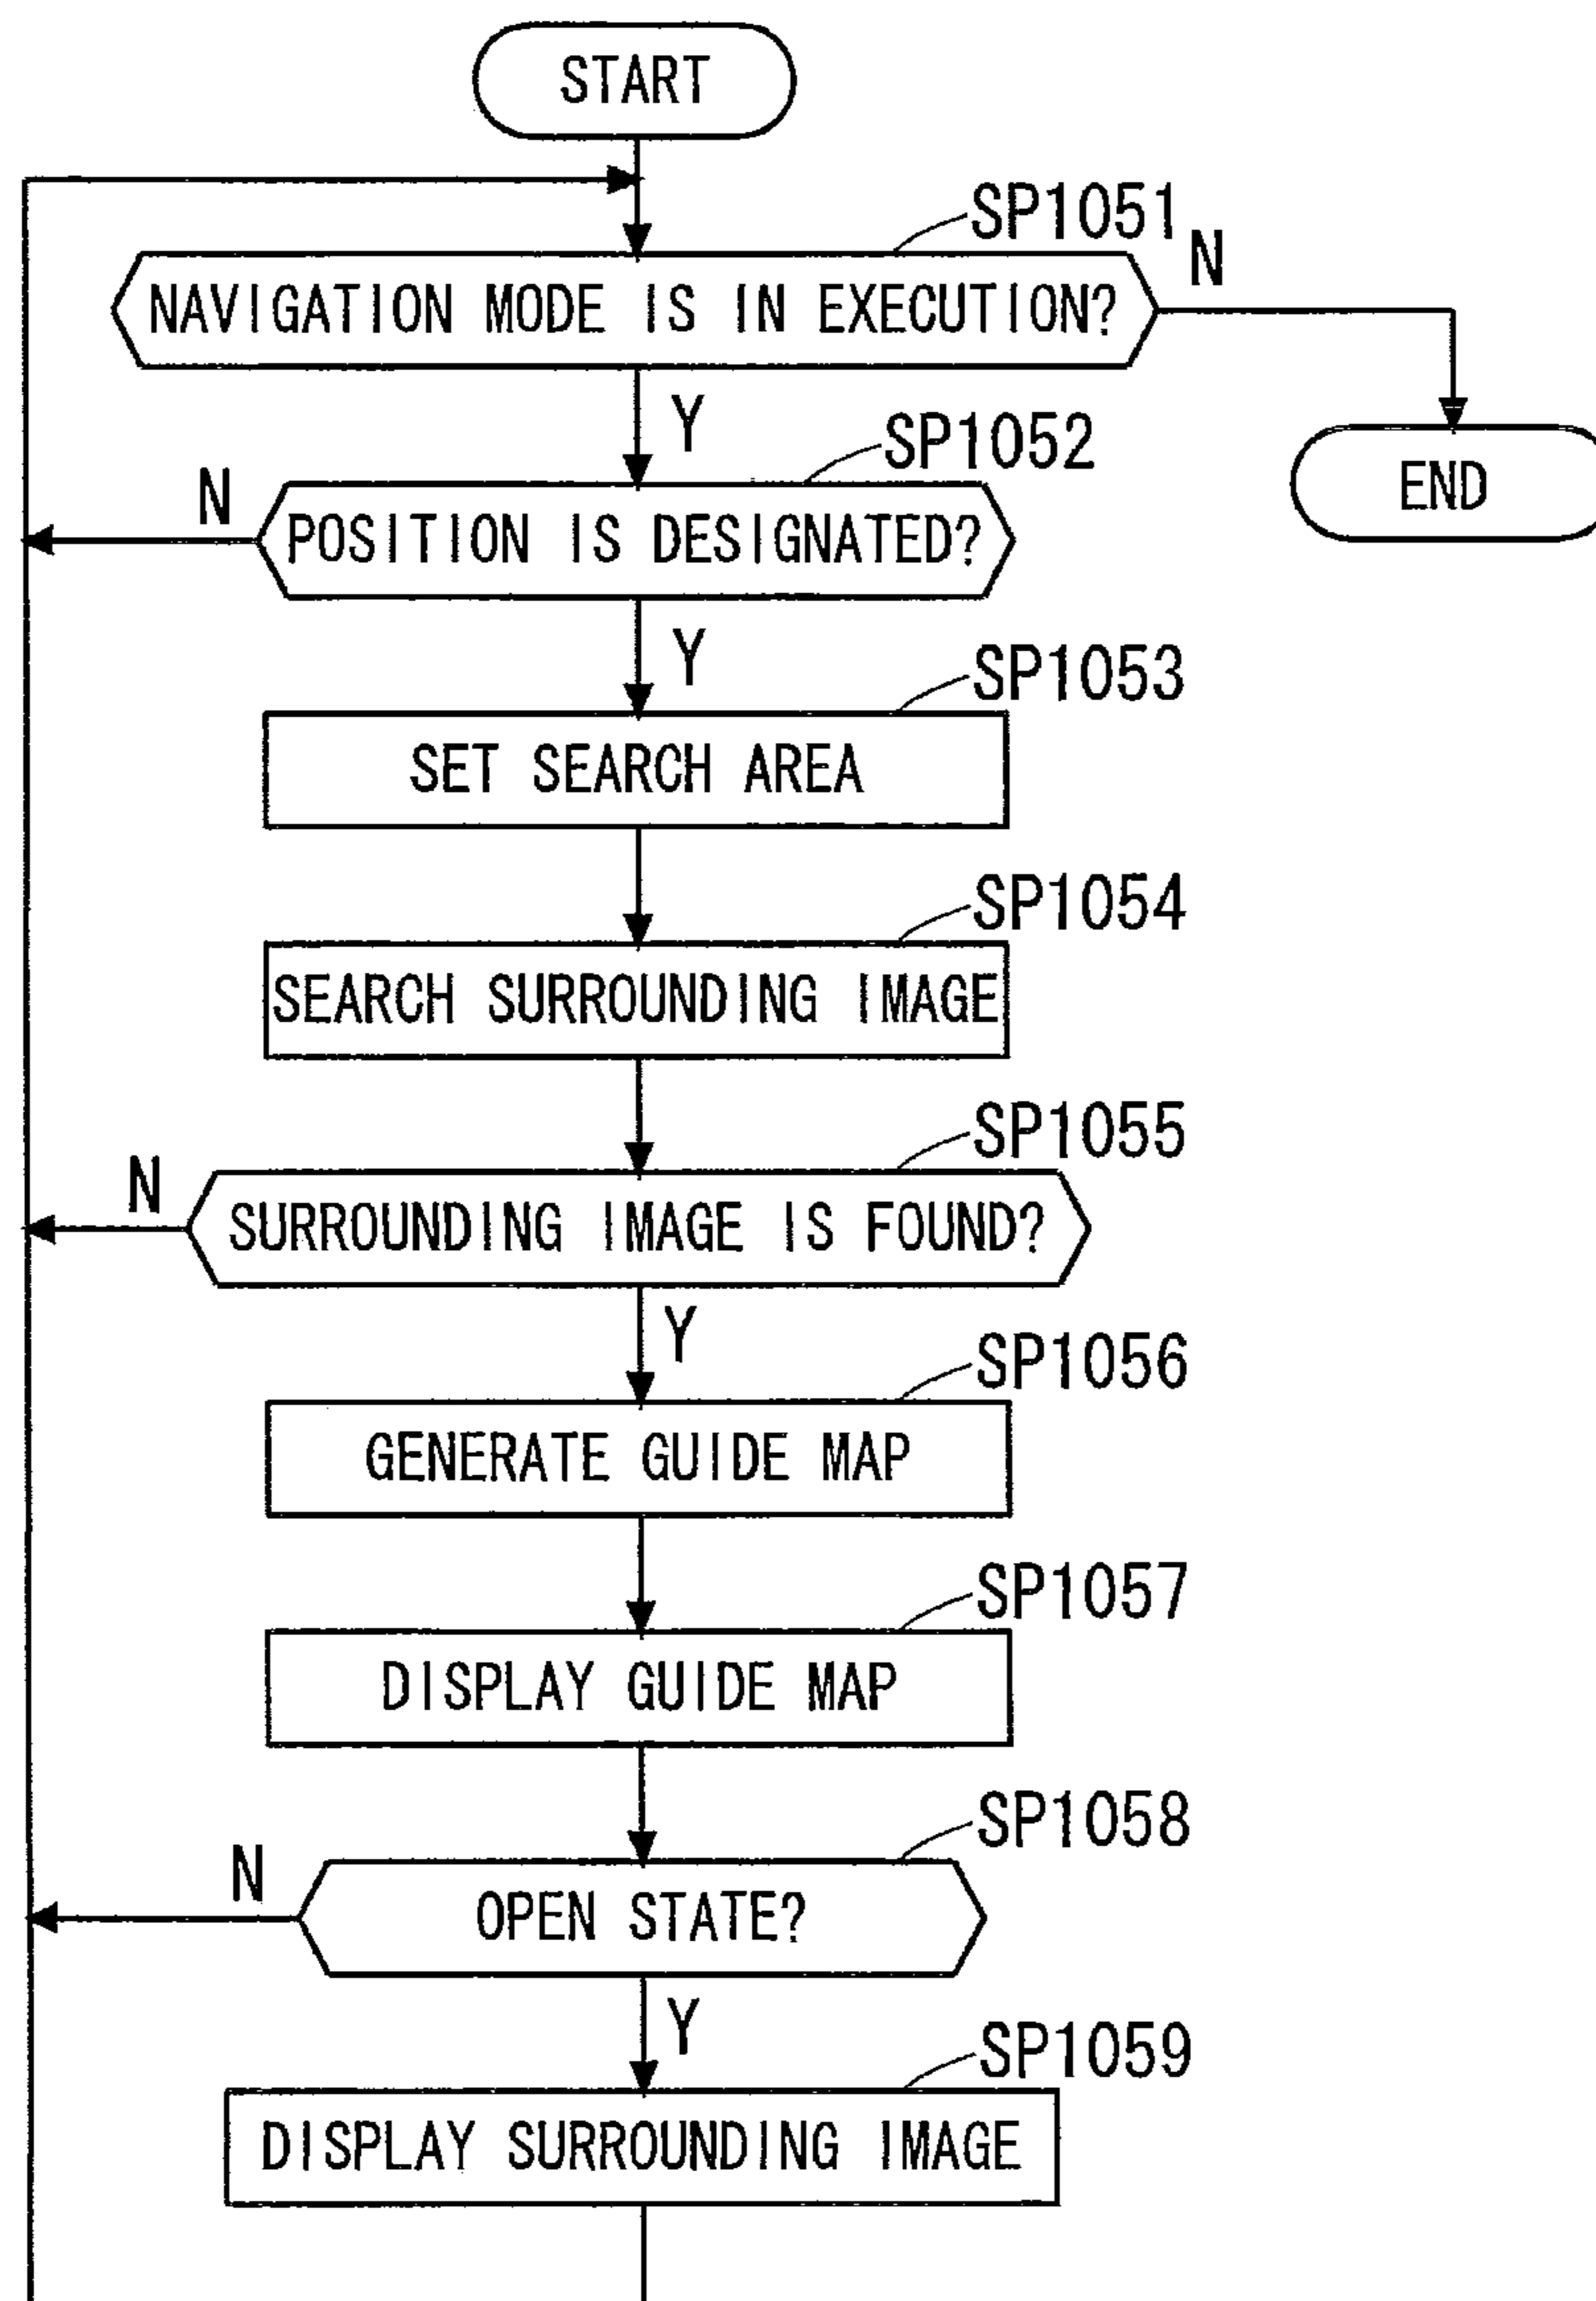 START
SP1051
NAVIGATION MODE IS IN EXECUTION?
N
Y
SP1052
END
N
POSITION IS DESIGNATED?
Y
SP1053
SET SEARCH AREA
SP1054
SEARCH SURROUNDING IMAGE
SP1055
N
SURROUNDING IMAGE IS FOUND?
Y
SP1056
GENERATE GUIDE MAP
SP1057
DISPLAY GUIDE MAP
SP1058
N
OPEN STATE?
Y
SP1059
DISPLAY SURROUNDING IMAGE